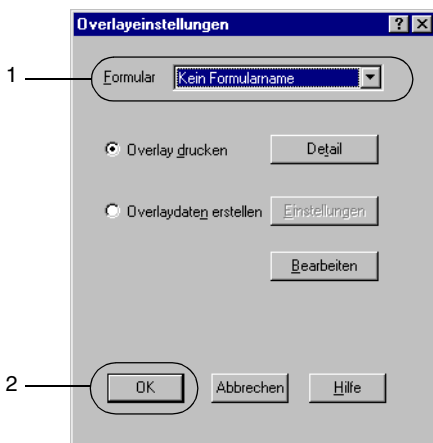 Overlayeinstellungen
1 Formular Kein Formularname
Overlay drucken Detail
Overlaydaten erstellen Einstellungen
Bearbeiten
2 OK Abbrechen Hilfe